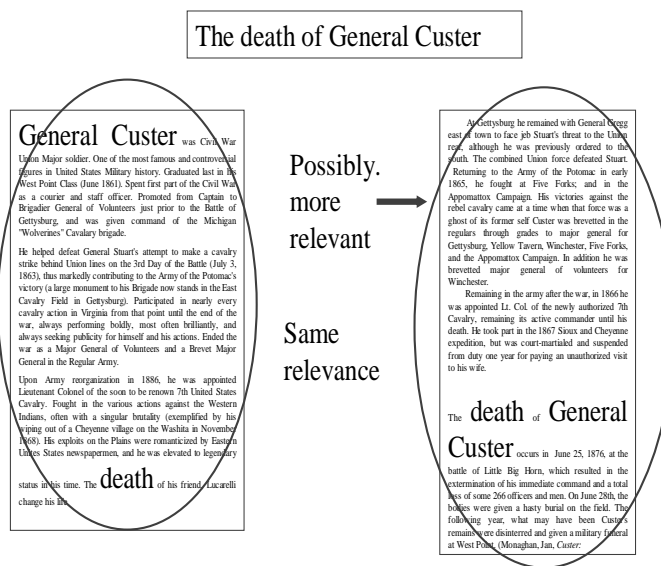 The death of General Custer
General Custer was Civil War
Union Major soldier. One of the most famous and controversial
figures in United States Military history. Graduated last in his
West Point Class (June 1861). Spent first part of the Civil War
as a courier and staff officer. Promoted from Captain to
Brigadier General of Volunteers just prior to the Battle of
Gettysburg, and was given command of the Michigan
"Wolverines" Cavalary brigade.
He helped defeat General Stuart's attempt to make a cavalry
strike behind Union lines on the 3rd Day of the Battle (July 3,
1863), thus markedly contributing to the Army of the Potomac's
victory (a large monument to his Brigade now stands in the East
Cavalry Field in Gettysburg). Participated in nearly every
cavalry action in Virginia from that point until the end of the
war, always performing boldly, most often brilliantly, and
always seeking publicity for himself and his actions. Ended the
war as a Major General of Volunteers and a Brevet Major
General in the Regular Army.
Upon Army reorganization in 1886, he was appointed
Lieutenant Colonel of the soon to be renown 7th United States
Cavalry. Fought in the various actions against the Western
Indians, often with a singular brutality (exemplified by his
wiping out of a Cheyenne village on the Washita in November
1868). His exploits on the Plains were romanticized by Eastern
Unites States newspapermen, and he was elevated to legendary
status in his time. The death of his friend, Lucarelli
change his life.
Possibly.
more
relevant
Same
relevance
At Gettysburg he remained with General Gregg
east of town to face jeb Stuart's threat to the Union
rear, although he was previously ordered to the
south. The combined Union force defeated Stuart.
Returning to the Army of the Potomac in early
1865, he fought at Five Forks; and in the
Appomattox Campaign. His victories against the
rebel cavalry came at a time when that force was a
ghost of its former self Custer was brevetted in the
regulars through grades to major general for
Gettysburg, Yellow Tavern, Winchester, Five Forks,
and the Appomattox Campaign. In addition he was
brevetted major general of volunteers for
Winchester.
Remaining in the army after the war, in 1866 he
was appointed Lt. Col. of the newly authorized 7th
Cavalry, remaining its active commander until his
death. He took part in the 1867 Sioux and Cheyenne
expedition, but was court-martialed and suspended
from duty one year for paying an unauthorized visit
to his wife.
The death of General
Custer occurs in June 25, 1876, at the
battle of Little Big Horn, which resulted in the
extermination of his immediate command and a total
loss of some 266 officers and men. On June 28th, the
bodies were given a hasty burial on the field. The
following year, what may have been Custer's
remains were disinterred and given a military funeral
at West Point. (Monaghan, Jan, Custer: